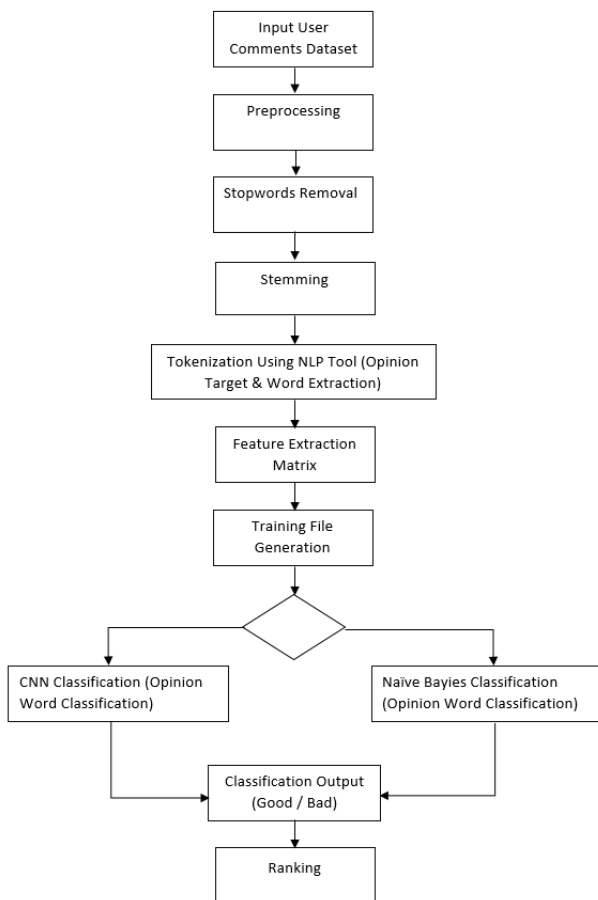 Input User
Comments Dataset
Preprocessing
Stopwords Removal
Stemming
Tokenization Using NLP Tool (Opinion
Target & Word Extraction)
Feature Extraction
Matrix
Training File
Generation
CNN Classification (Opinion
Word Classification)
Naïve Bayies Classification
(Opinion Word Classification)
Classification Output
(Good / Bad)
Ranking